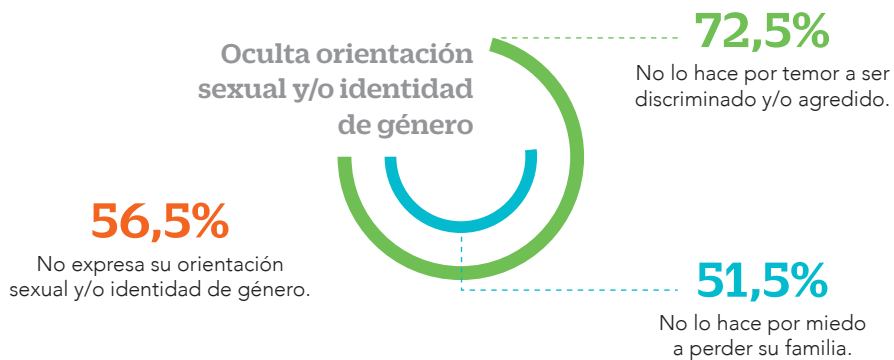 Oculta orientación
sexual y/o identidad
de género
72,5%
No lo hace por temor a ser
discriminado y/o agredido.
56,5%
No expresa su orientación
sexual y/o identidad de género.
51,5%
No lo hace por miedo
a perder su familia.